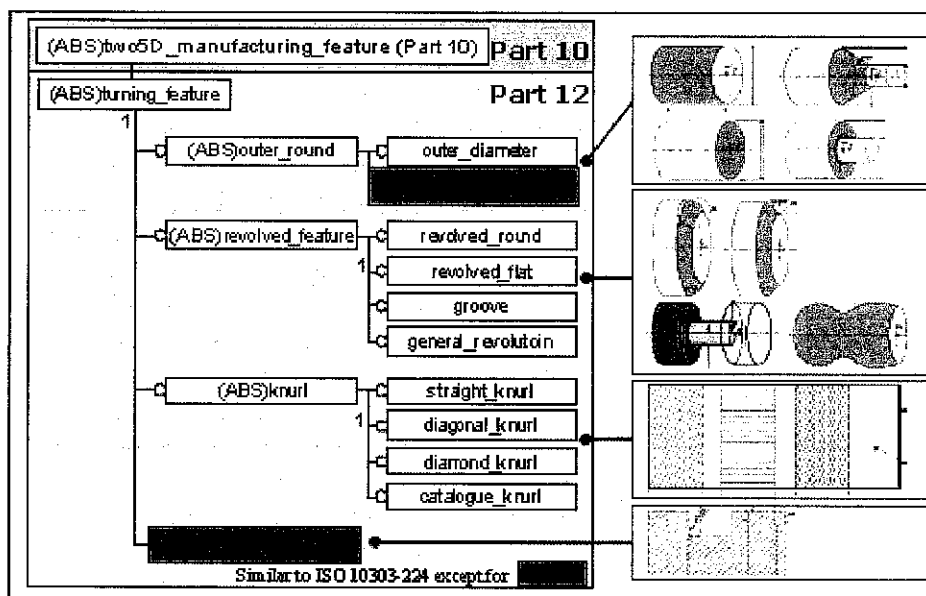 (ABS)two5D_manufacturing_feature (Part 10)
Part 10
(ABS)turning_feature
Part 12
1
(ABS)outer_round
outer_diameter
(ABS)revolved_feature
revolved_round
1
revolved_flat
groove
general_revolutoin
(ABS)knurl
straight_knurl
1
diagonal_knurl
diamond_knurl
catalogue_knurl
Similar to ISO 10303-224 except for